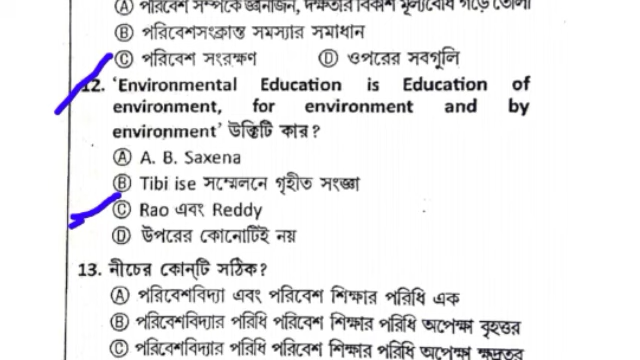 Ⓐ পরিবেশ সম্পর্কে জ্ঞানার্জন, দক্ষতার বিকাশ মূল্যবোধ গড়ে তোলা
Ⓑ পরিবেশসংক্রান্ত সমস্যার সমাধান
Ⓒ পরিবেশ সংরক্ষণ Ⓓ ওপরের সবগুলি
12. ‘Environmental Education is Education of
environment, for environment and by
environment’ উক্তিটি কার?
Ⓐ A. B. Saxena
Ⓑ Tibi ise সম্মেলনে গৃহীত সংজ্ঞা
Ⓒ Rao এবং Reddy
Ⓓ উপরের কোনোটিই নয়
13. নীচের কোন্‌টি সঠিক?
Ⓐ পরিবেশবিদ্যা এবং পরিবেশ শিক্ষার পরিধি এক
Ⓑ পরিবেশবিদ্যার পরিধি পরিবেশ শিক্ষার পরিধি অপেক্ষা বৃহত্তর
Ⓒ পরিবেশবিদ্যার পরিধি পরিবেশ শিক্ষার পরিধি অপেক্ষা ক্ষুদ্রতর